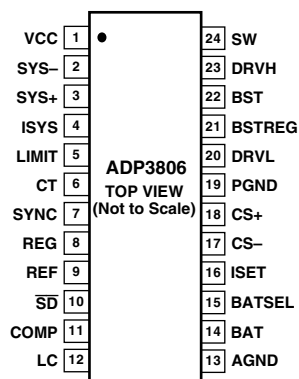 VCC 1
SYS– 2
SYS+ 3
ISYS 4
LIMIT 5
CT 6
SYNC 7
REG 8
REF 9
S̅D̅ 10
COMP 11
LC 12
ADP3806
TOP VIEW
(Not to Scale)
24 SW
23 DRVH
22 BST
21 BSTREG
20 DRVL
19 PGND
18 CS+
17 CS–
16 ISET
15 BATSEL
14 BAT
13 AGND